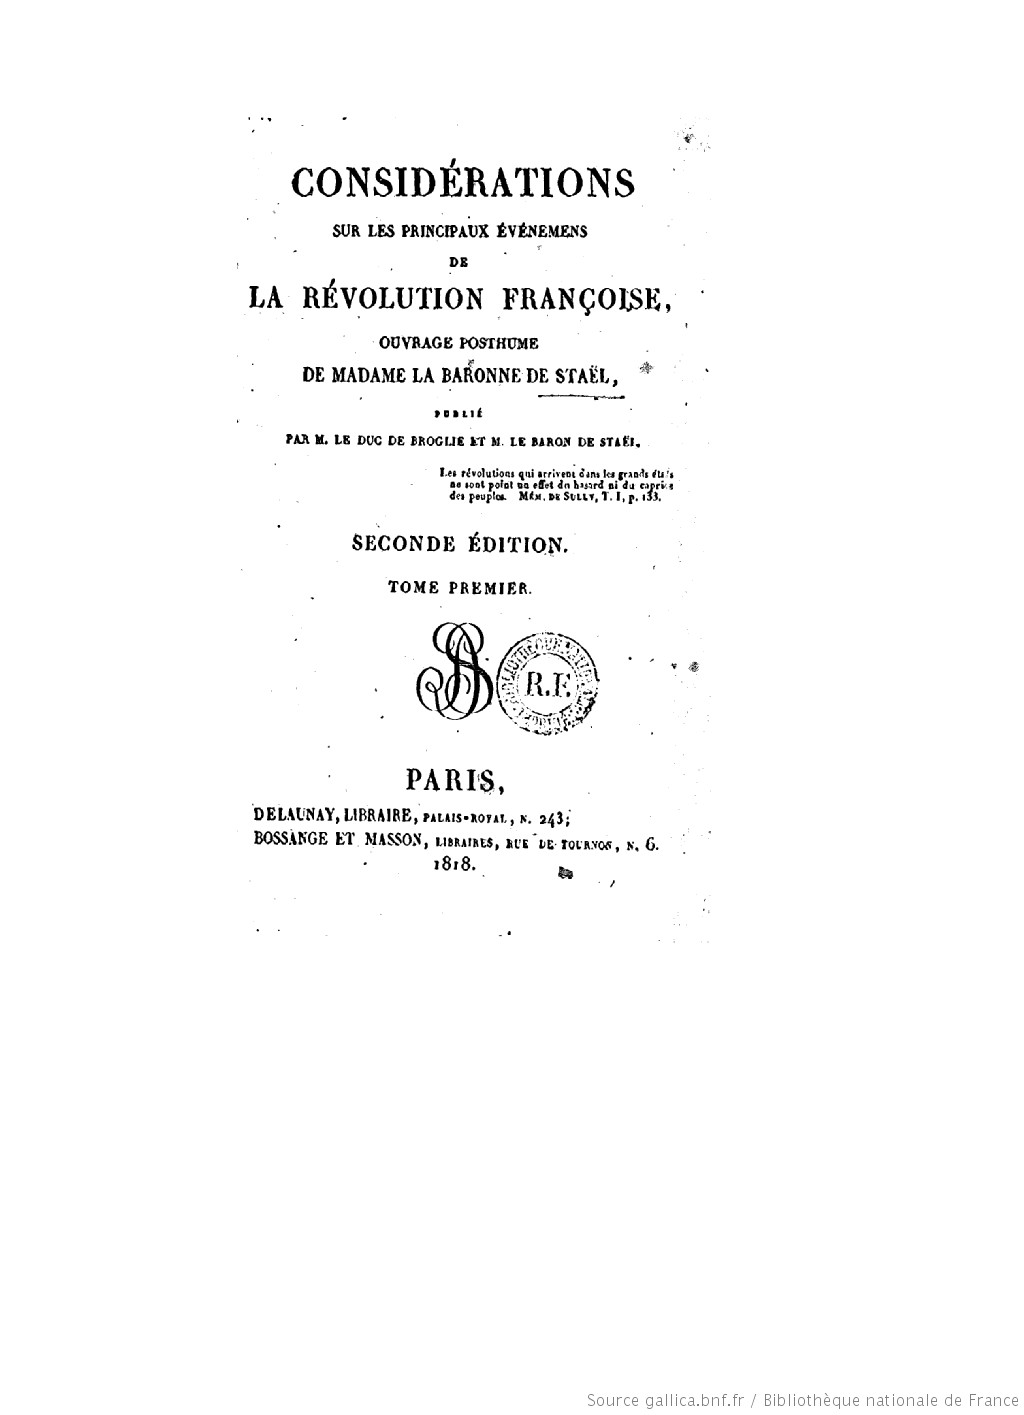 CONSIDÉRATIONS
SUR LES PRINCIPAUX ÉVÉNEMENS
DE
LA RÉVOLUTION FRANÇOISE,
OUVRAGE POSTHUME
DE MADAME LA BARONNE DE STAËL,
PUBLIÉ
PAR M. LE DUC DE BROGLIE ET M. LE BARON DE STAËL.
Les révolutions qui arrivent dans les grands états
ne sont point un effet du hasard ni du caprice
des peuples. MÉM. DE SULLY, T. I, p. 133.
SECONDE ÉDITION.
TOME PREMIER.
R.F.
PARIS,
DELAUNAY, LIBRAIRE, PALAIS-ROYAL, N. 243;
BOSSANGE ET MASSON, LIBRAIRES, RUE DE TOURNON, N. 6.
1818.
Source gallica.bnf.fr / Bibliothèque nationale de France